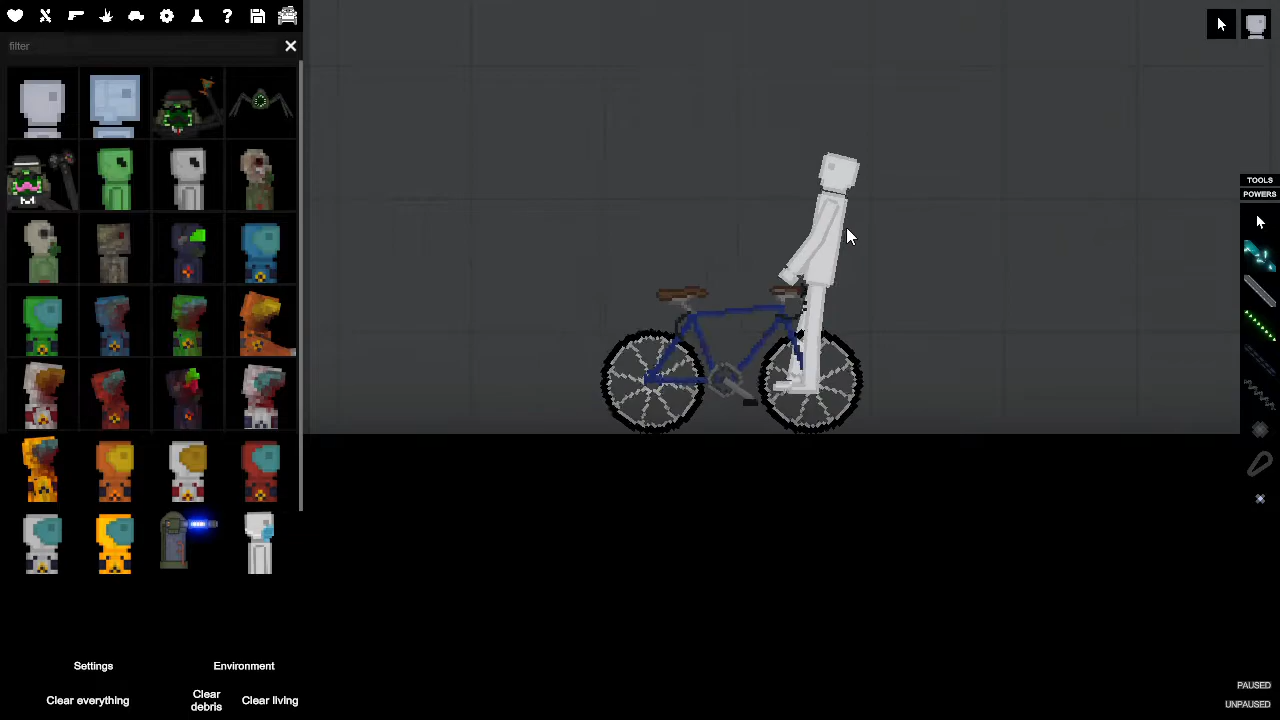 filter
TOOLS
POWERS
Settings
Environment
Clear everything
Clear
debris
Clear living
PAUSED
UNPAUSED